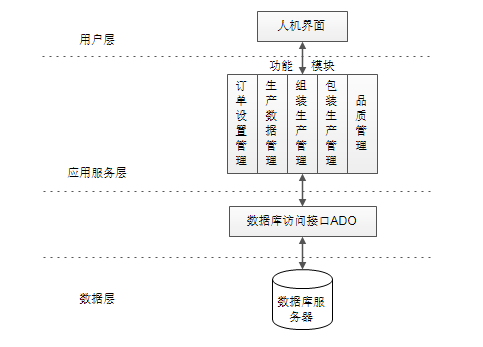 人机界面
用户层
功能 模块
订单设置管理
生产数据管理
组装生产管理
包装生产管理
品质管理
应用服务层
数据库访问接口ADO
数据层
数据库服
务器